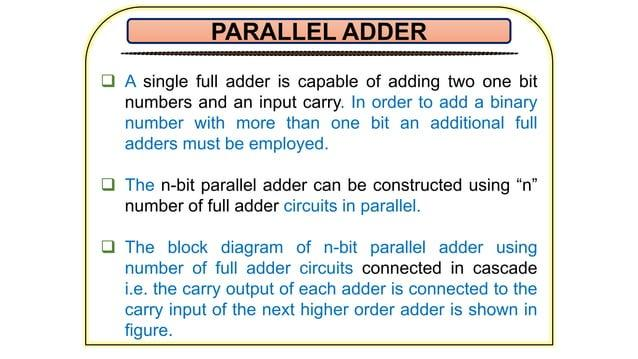 PARALLEL ADDER
❑ A single full adder is capable of adding two one bit
numbers and an input carry. In order to add a binary
number with more than one bit an additional full
adders must be employed.
❑ The n-bit parallel adder can be constructed using “n”
number of full adder circuits in parallel.
❑ The block diagram of n-bit parallel adder using
number of full adder circuits connected in cascade
i.e. the carry output of each adder is connected to the
carry input of the next higher order adder is shown in
figure.